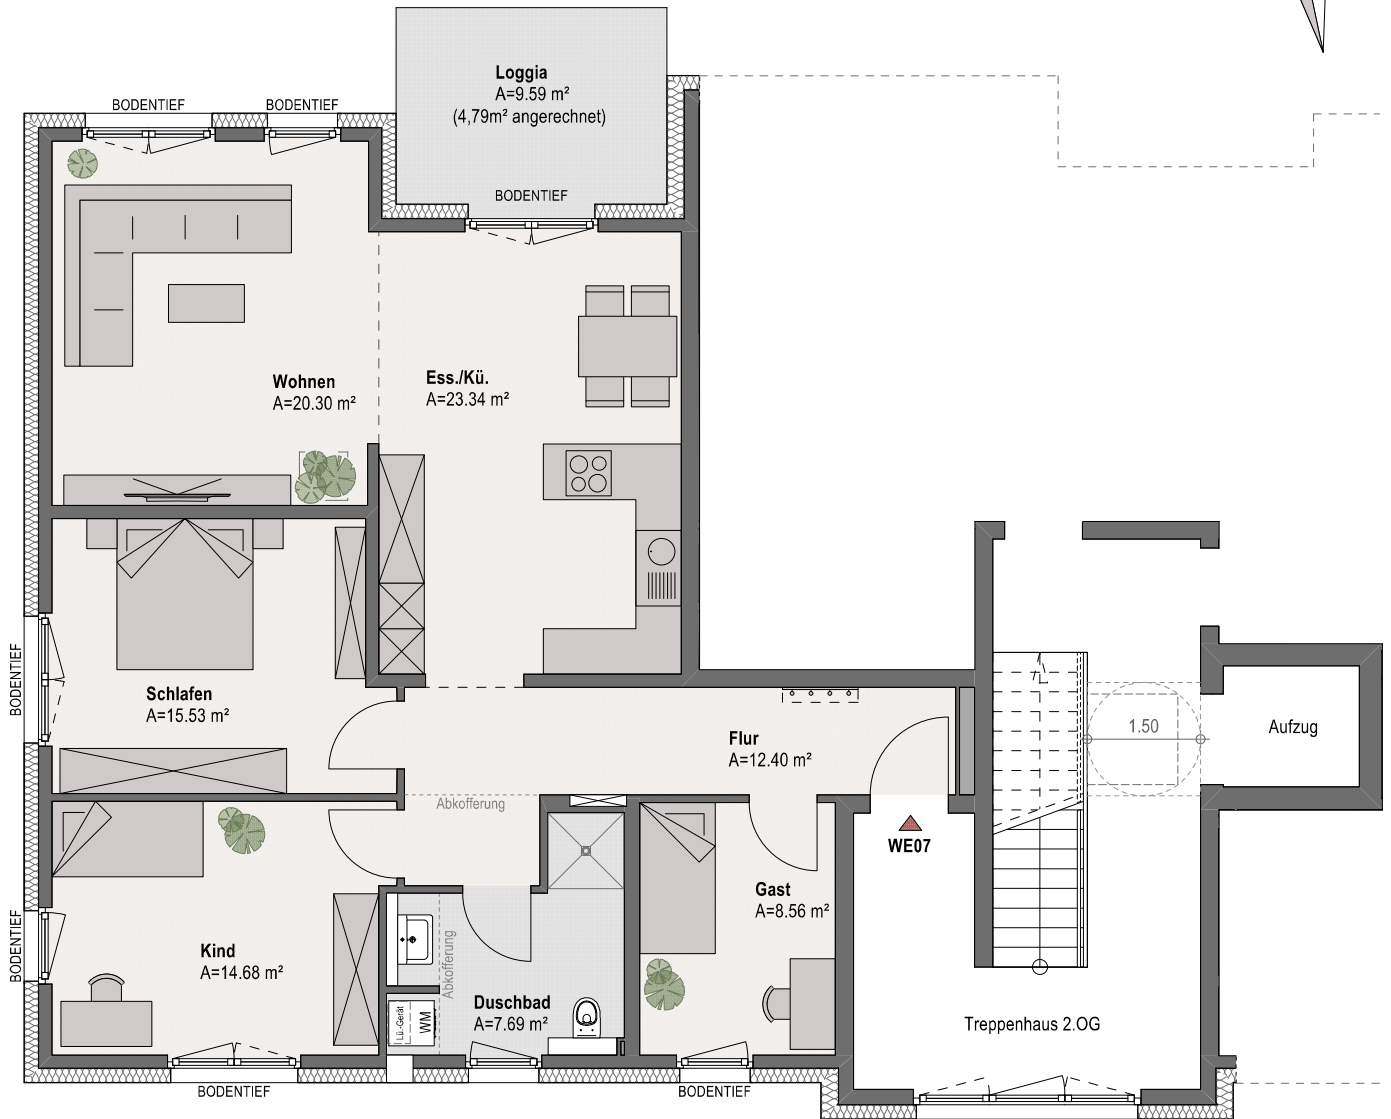 Loggia
A=9.59 m²
(4,79m² angerechnet)
BODENTIEF
BODENTIEF
BODENTIEF
Wohnen
A=20.30 m²
Ess./Kü.
A=23.34 m²
BODENTIEF
Schlafen
A=15.53 m²
Flur
A=12.40 m²
1.50
Aufzug
Abkofferung
WE07
Gast
A=8.56 m²
BODENTIEF
Kind
A=14.68 m²
Abkofferung
Duschbad
A=7.69 m²
Lü.-Gerät
WM
Treppenhaus 2.OG
BODENTIEF
BODENTIEF